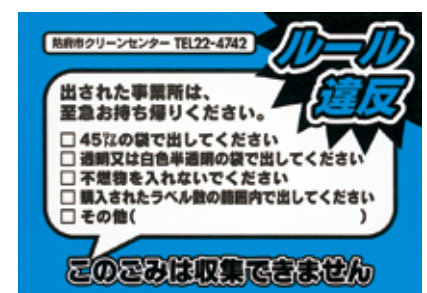 防府市クリーンセンター TEL22-4742
ルール
違反
出された事業所は、
至急お持ち帰りください。
□ 45㍑の袋で出してください
□ 透明又は白色半透明の袋で出してください
□ 不燃物を入れないでください
□ 購入されたラベル数の範囲内で出してください
□ その他( )
このごみは収集できません